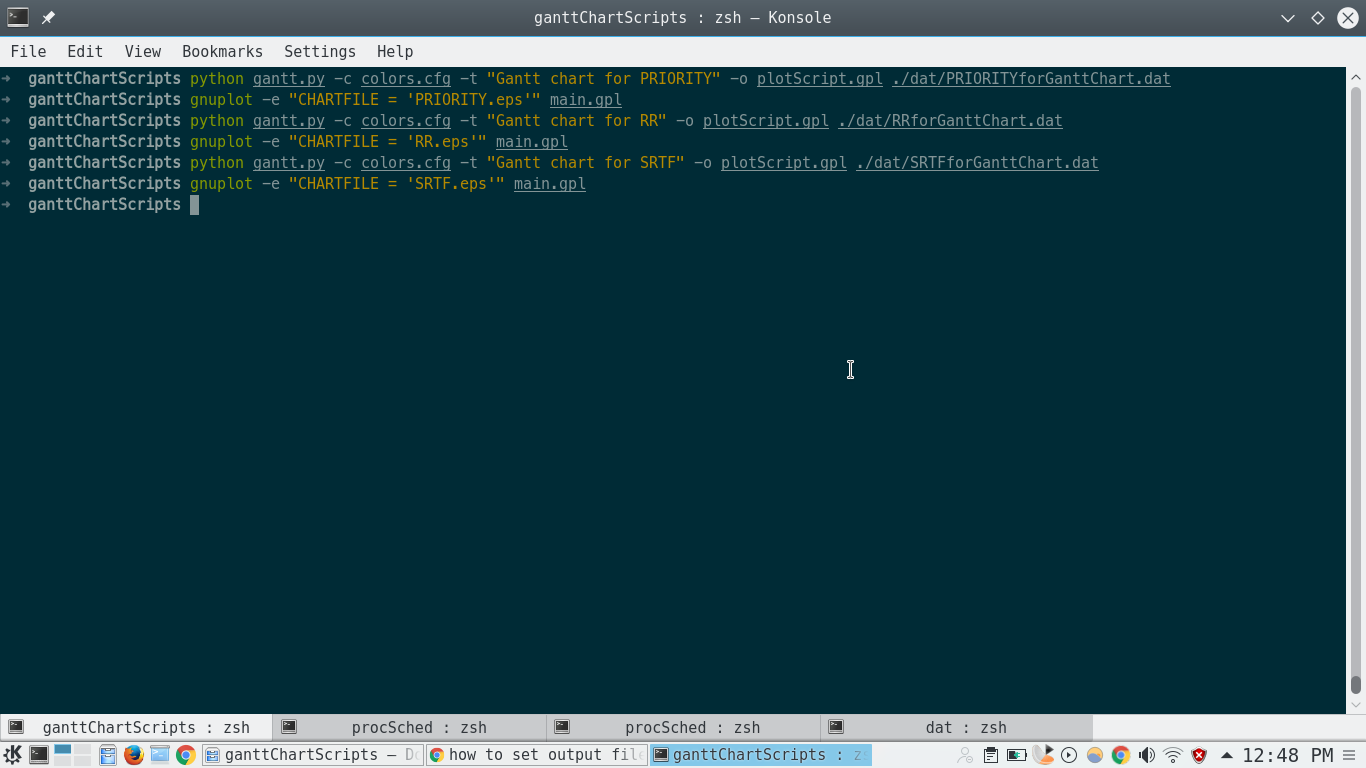 ganttChartScripts : zsh — Konsole
File Edit View Bookmarks Settings Help
➜ ganttChartScripts python gantt.py -c colors.cfg -t "Gantt chart for PRIORITY" -o plotScript.gpl ./dat/PRIORITYforGanttChart.dat
➜ ganttChartScripts gnuplot -e "CHARTFILE = 'PRIORITY.eps'" main.gpl
➜ ganttChartScripts python gantt.py -c colors.cfg -t "Gantt chart for RR" -o plotScript.gpl ./dat/RRforGanttChart.dat
➜ ganttChartScripts gnuplot -e "CHARTFILE = 'RR.eps'" main.gpl
➜ ganttChartScripts python gantt.py -c colors.cfg -t "Gantt chart for SRTF" -o plotScript.gpl ./dat/SRTFforGanttChart.dat
➜ ganttChartScripts gnuplot -e "CHARTFILE = 'SRTF.eps'" main.gpl
➜ ganttChartScripts
ganttChartScripts : zsh procSched : zsh procSched : zsh dat : zsh
ganttChartScripts — Do how to set output fil ganttChartScripts : z 12:48 PM